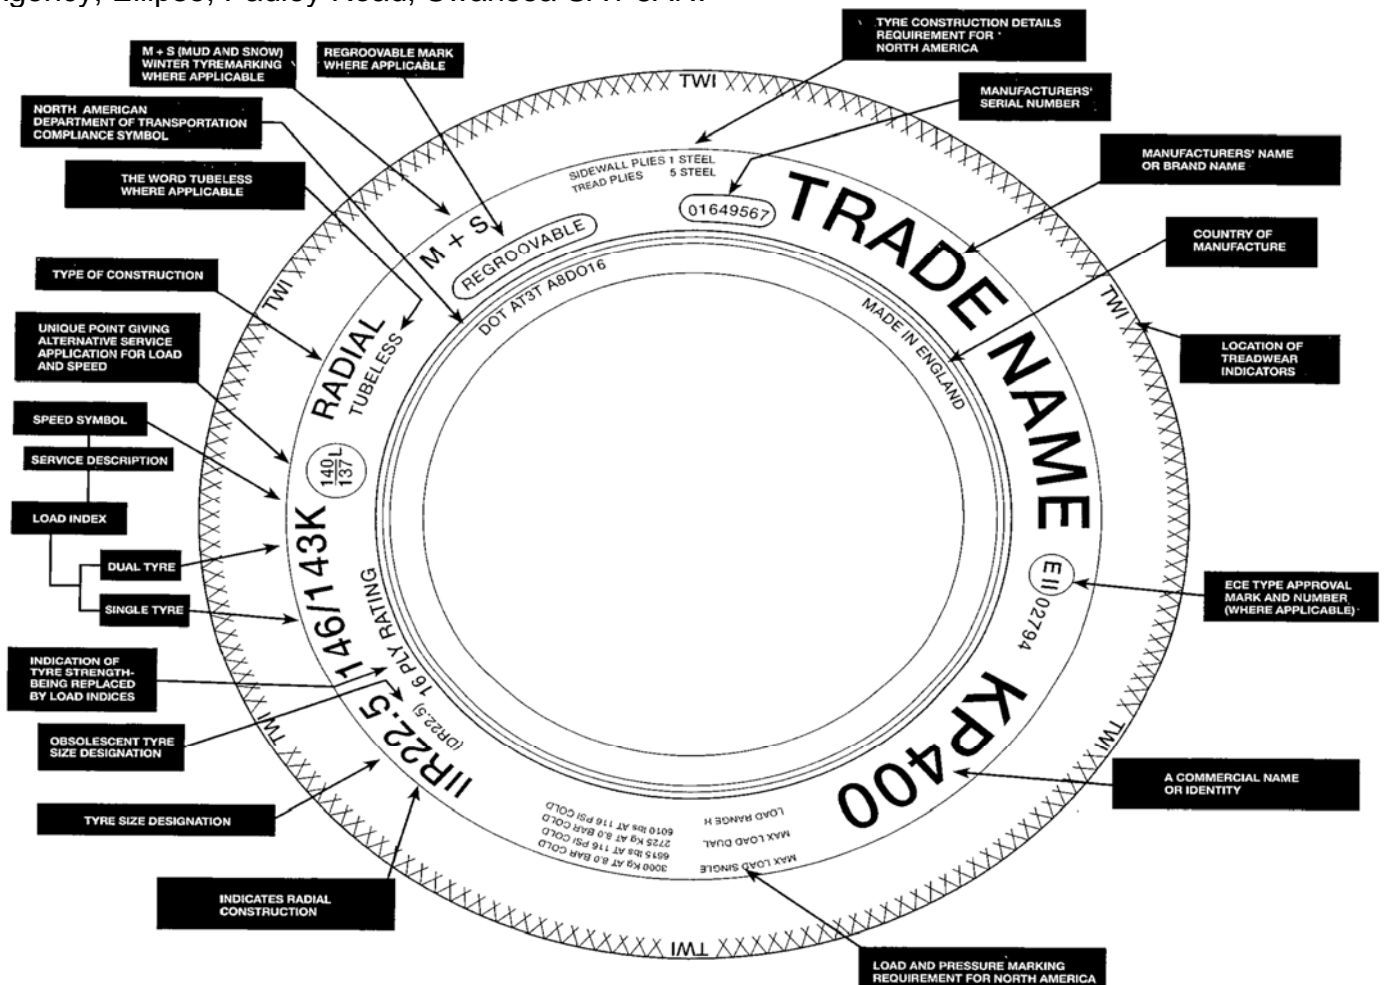 M + S (MUD AND SNOW)
WINTER TYREMARKING
WHERE APPLICABLE
REGROOVABLE MARK
WHERE APPLICABLE
TYRE CONSTRUCTION DETAILS
REQUIREMENT FOR
NORTH AMERICA
MANUFACTURERS'
SERIAL NUMBER
NORTH AMERICAN
DEPARTMENT OF TRANSPORTATION
COMPLIANCE SYMBOL
THE WORD TUBELESS
WHERE APPLICABLE
MANUFACTURERS' NAME
OR BRAND NAME
COUNTRY OF
MANUFACTURE
TYPE OF CONSTRUCTION
UNIQUE POINT GIVING
ALTERNATIVE SERVICE
APPLICATION FOR LOAD
AND SPEED
LOCATION OF
TREADWEAR
INDICATORS
SPEED SYMBOL
SERVICE DESCRIPTION
LOAD INDEX
DUAL TYRE
SINGLE TYRE
ECE TYPE APPROVAL
MARK AND NUMBER
(WHERE APPLICABLE)
INDICATION OF
TYRE STRENGTH-
BEING REPLACED
BY LOAD INDICES
OBSOLESCENT TYRE
SIZE DESIGNATION
TYRE SIZE DESIGNATION
A COMMERCIAL NAME
OR IDENTITY
INDICATES RADIAL
CONSTRUCTION
LOAD AND PRESSURE MARKING
REQUIREMENT FOR NORTH AMERICA
TWI
TWI
TWI
TWI
TWI
TWI
SIDEWALL PLIES 1 STEEL
TREAD PLIES 5 STEEL
01649567
TRADE NAME
M + S
REGROOVABLE
DOT AT3T A8DO16
MADE IN ENGLAND
RADIAL
TUBELESS
140
137
L
IIR22.5 /146/143K
(DR22.5) 16 PLY RATING
EII 02794
KP400
MAX LOAD SINGLE
3000 Kg AT 8.0 BAR COLD
6615 lbs AT 116 PSI COLD
MAX LOAD DUAL
2725 Kg AT 8.0 BAR COLD
6010 lbs AT 116 PSI COLD
LOAD RANGE H